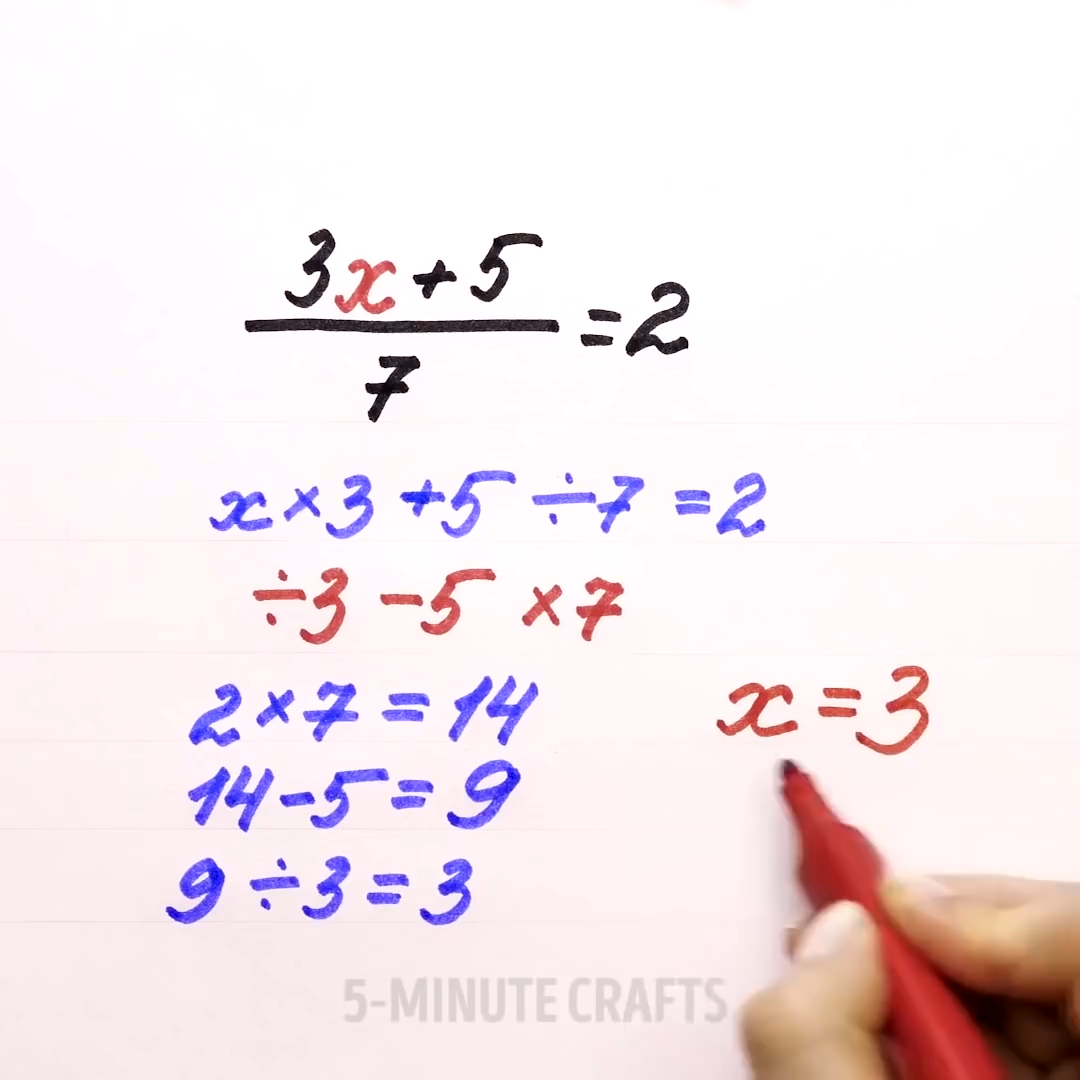 3x + 5
7
= 2
x × 3 + 5 ÷ 7 = 2
÷ 3 - 5 × 7
2 × 7 = 14
x = 3
14 - 5 = 9
9 ÷ 3 = 3
5-MINUTE CRAFTS